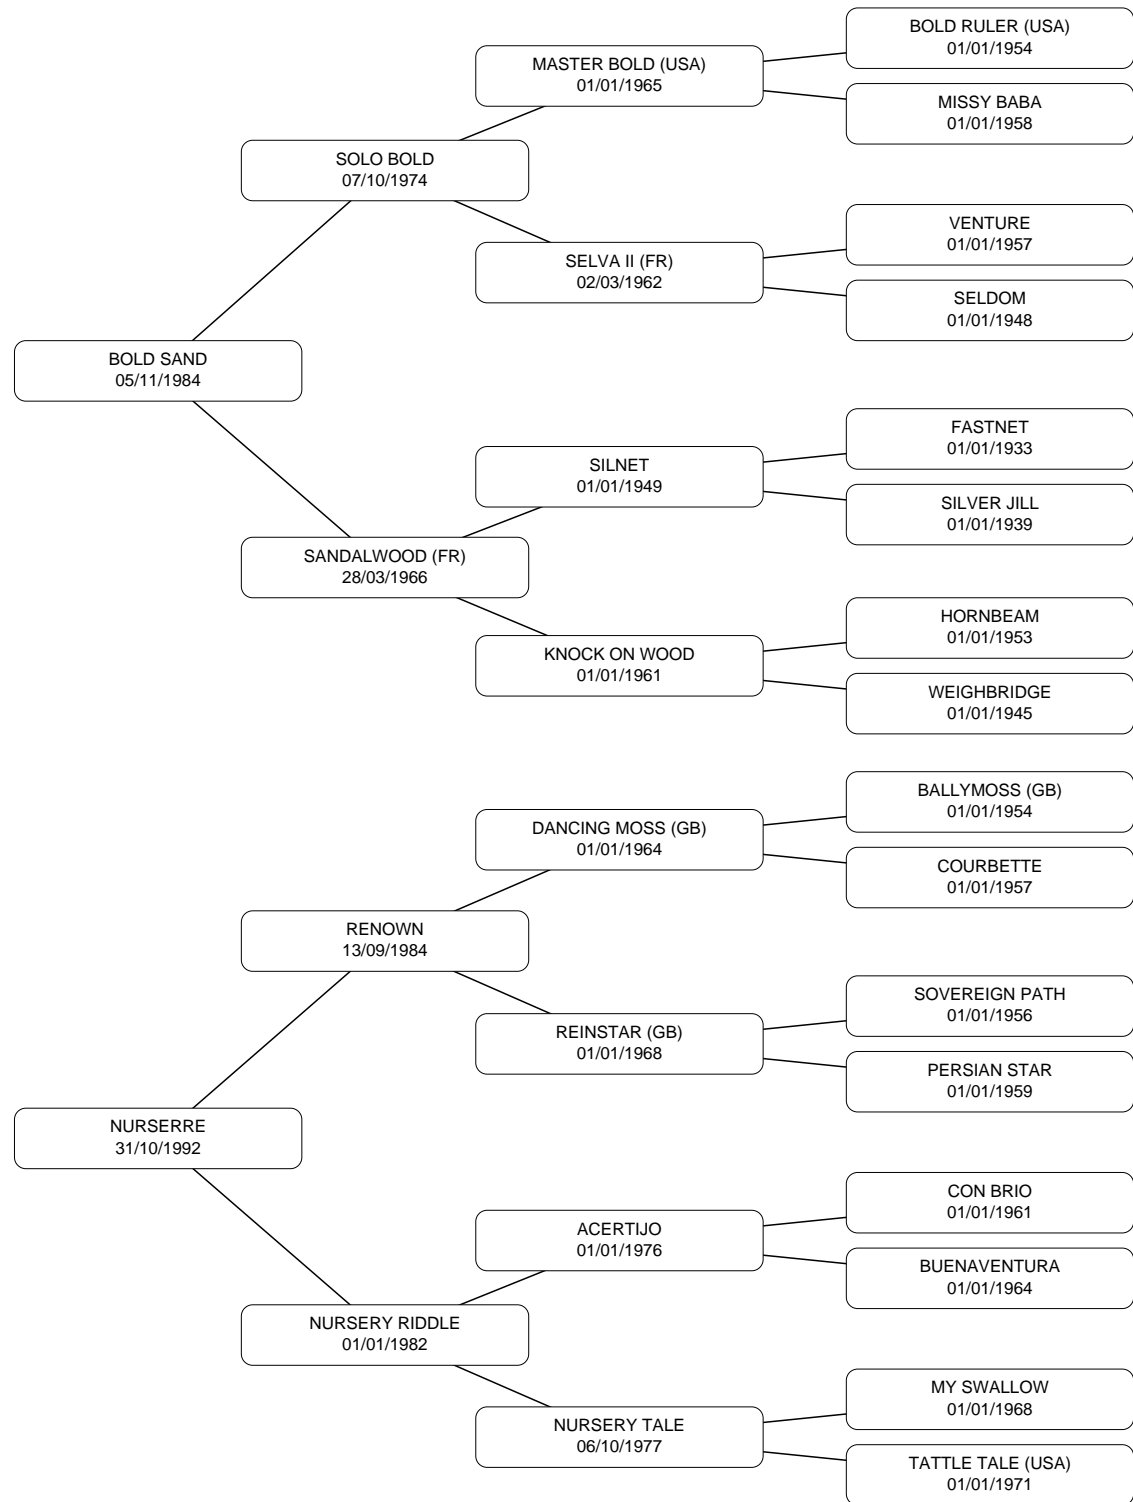 BOLD RULER (USA)
01/01/1954
MASTER BOLD (USA)
01/01/1965
MISSY BABA
01/01/1958
SOLO BOLD
07/10/1974
VENTURE
01/01/1957
SELVA II (FR)
02/03/1962
SELDOM
01/01/1948
BOLD SAND
05/11/1984
FASTNET
01/01/1933
SILNET
01/01/1949
SILVER JILL
01/01/1939
SANDALWOOD (FR)
28/03/1966
HORNBEAM
01/01/1953
KNOCK ON WOOD
01/01/1961
WEIGHBRIDGE
01/01/1945
BALLYMOSS (GB)
01/01/1954
DANCING MOSS (GB)
01/01/1964
COURBETTE
01/01/1957
RENOWN
13/09/1984
SOVEREIGN PATH
01/01/1956
REINSTAR (GB)
01/01/1968
PERSIAN STAR
01/01/1959
NURSERRE
31/10/1992
CON BRIO
01/01/1961
ACERTIJO
01/01/1976
BUENAVENTURA
01/01/1964
NURSERY RIDDLE
01/01/1982
MY SWALLOW
01/01/1968
NURSERY TALE
06/10/1977
TATTLE TALE (USA)
01/01/1971